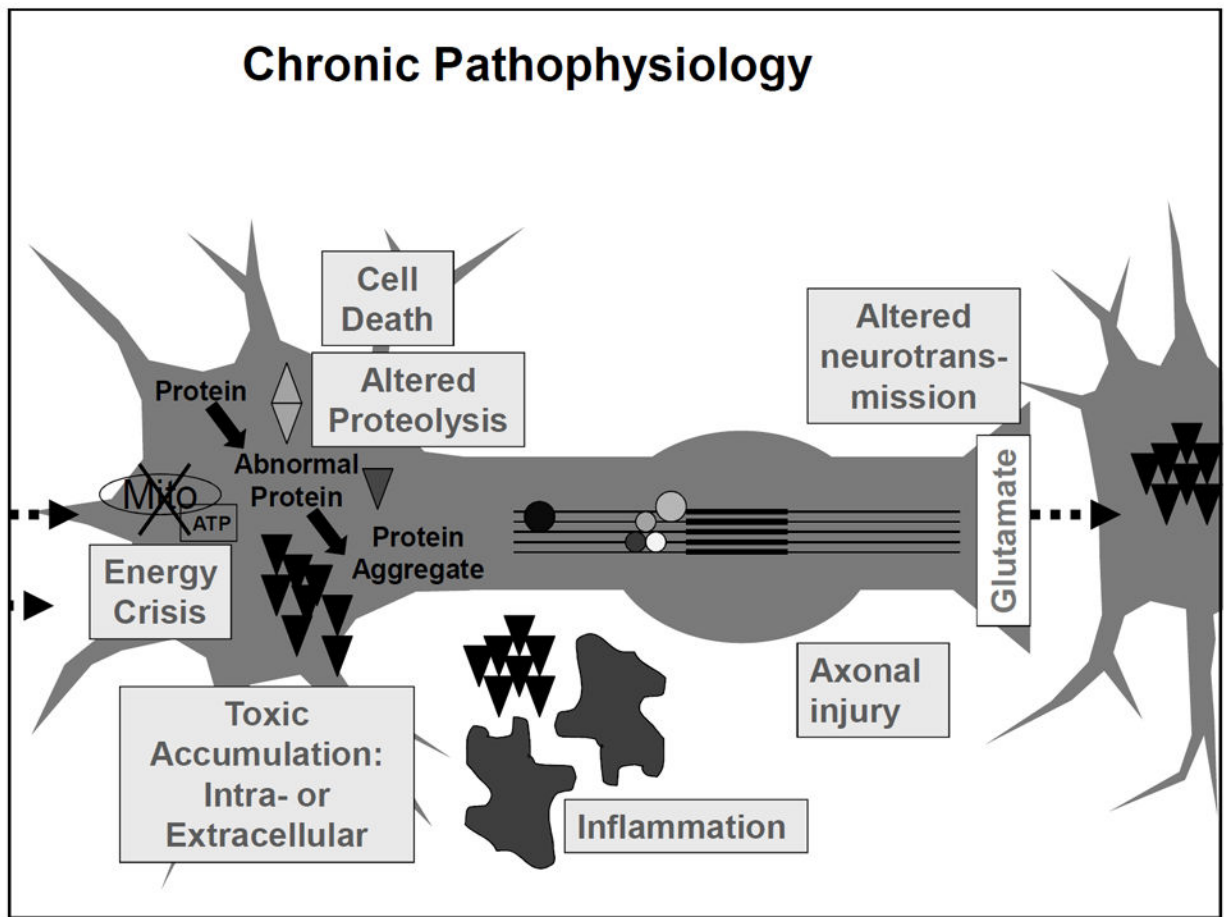 Chronic Pathophysiology
Cell
Death
Altered
Proteolysis
Altered
neurotrans-
mission
Protein
Abnormal
Protein
Protein
Aggregate
Mito
ATP
Energy
Crisis
Glutamate
Toxic
Accumulation:
Intra- or
Extracellular
Axonal
injury
Inflammation